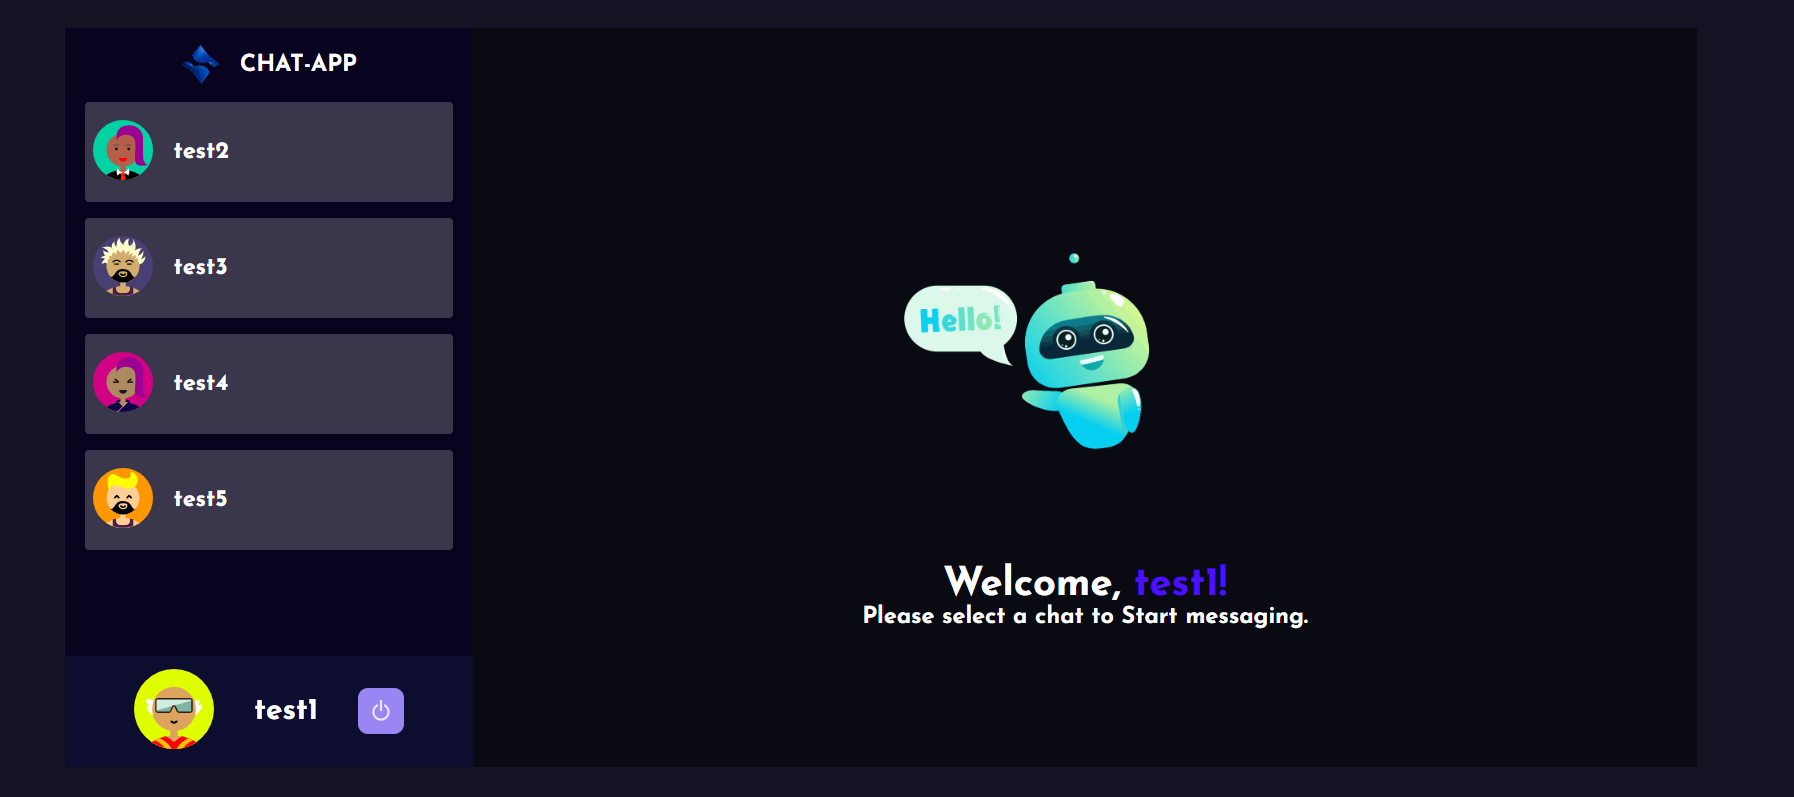 CHAT-APP
test2
test3
test4
test5
test1
Hello!
Welcome, test1!
Please select a chat to Start messaging.